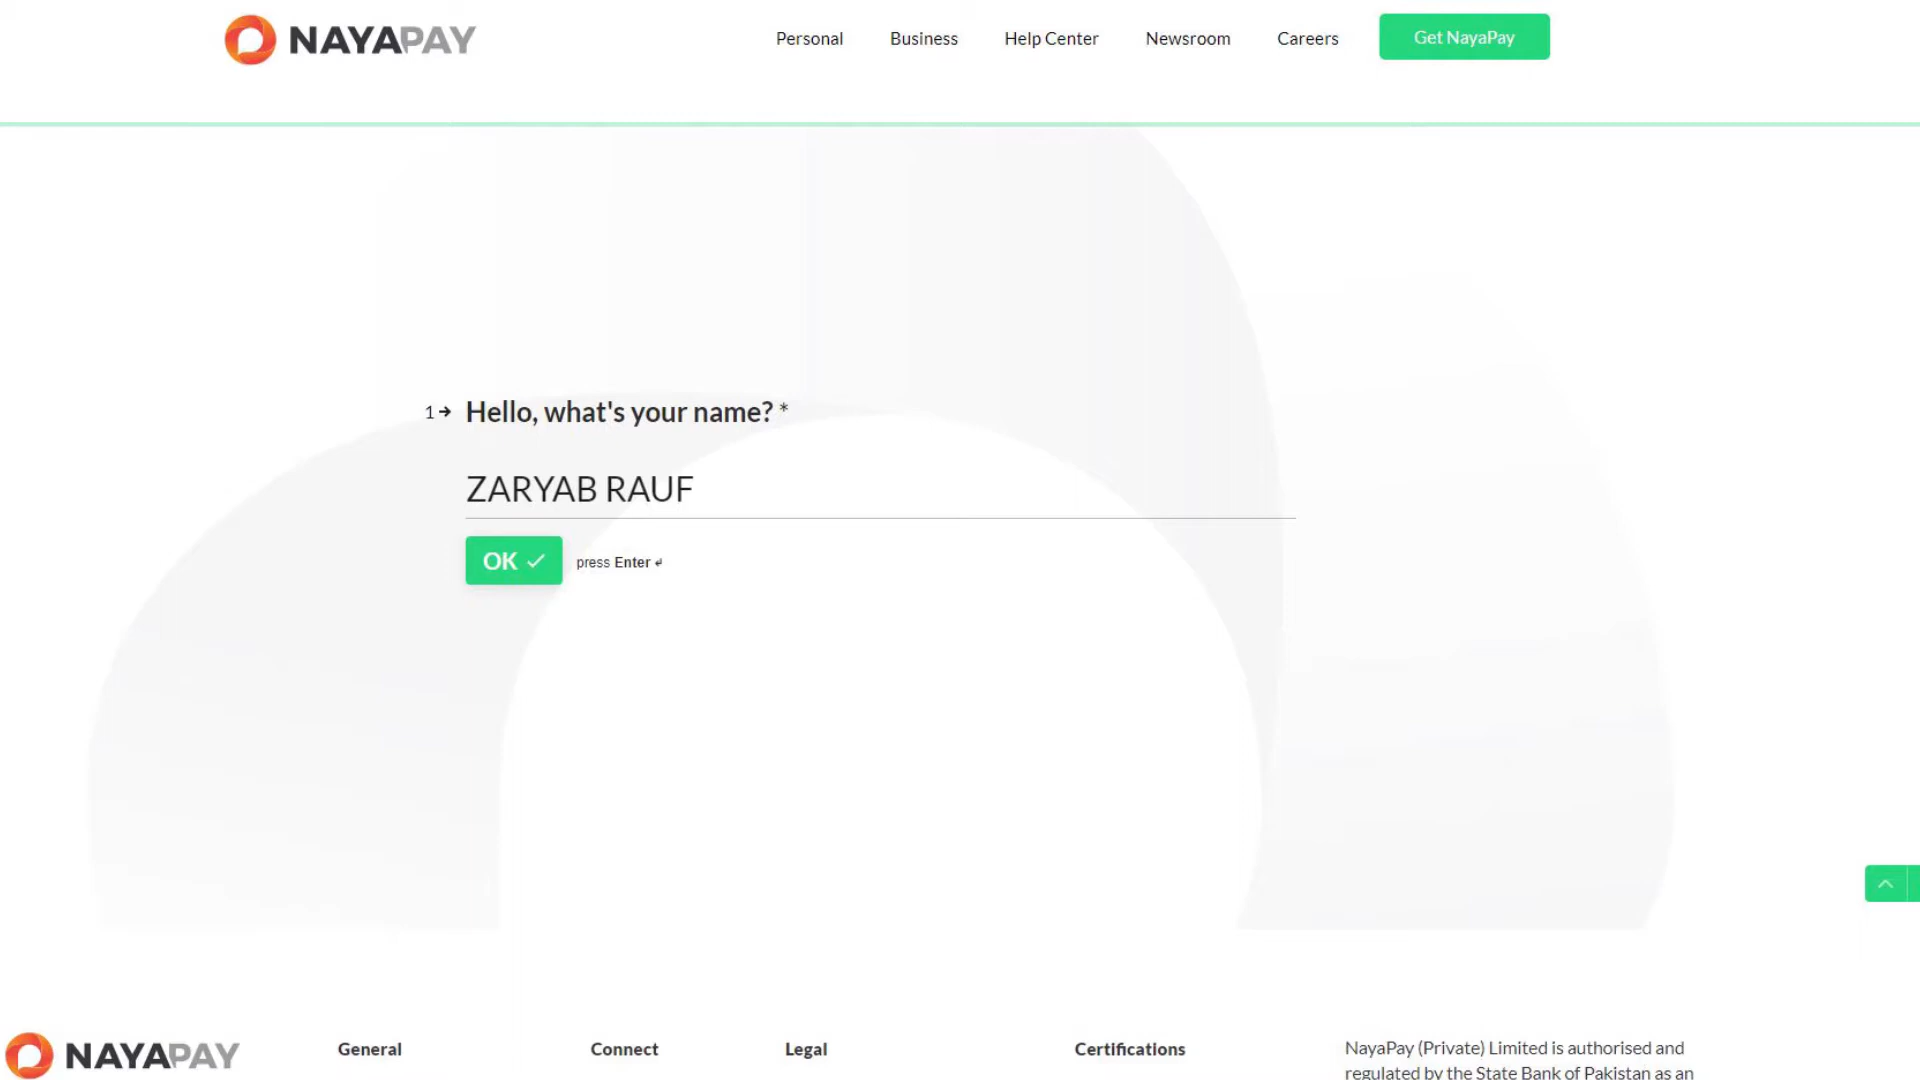 NAYAPAY
Personal Business Help Center Newsroom Careers Get NayaPay
1 Hello, what's your name? *
ZARYAB RAUF
OK press Enter ↲
NAYAPAY
General Connect Legal Certifications
NayaPay (Private) Limited is authorised and
regulated by the State Bank of Pakistan as an